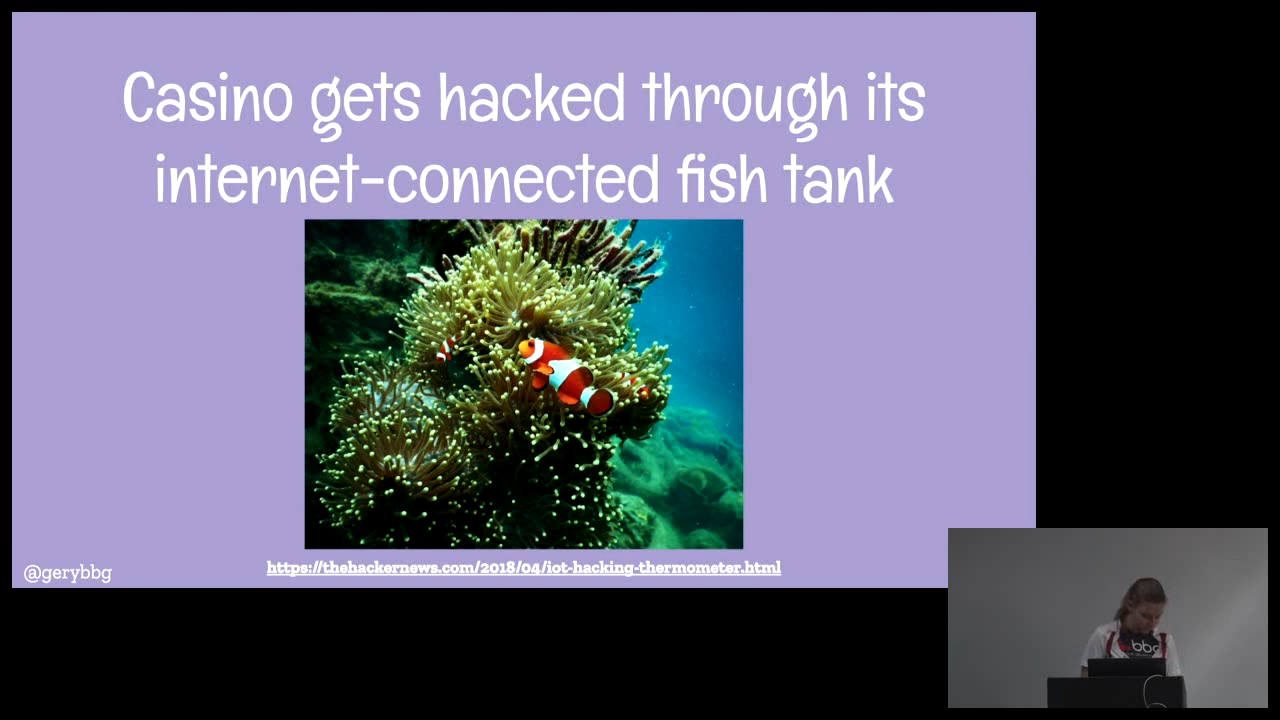 Casino gets hacked through its
internet-connected fish tank
@gerybbg
https://thehackernews.com/2018/04/iot-hacking-thermometer.html
bbg